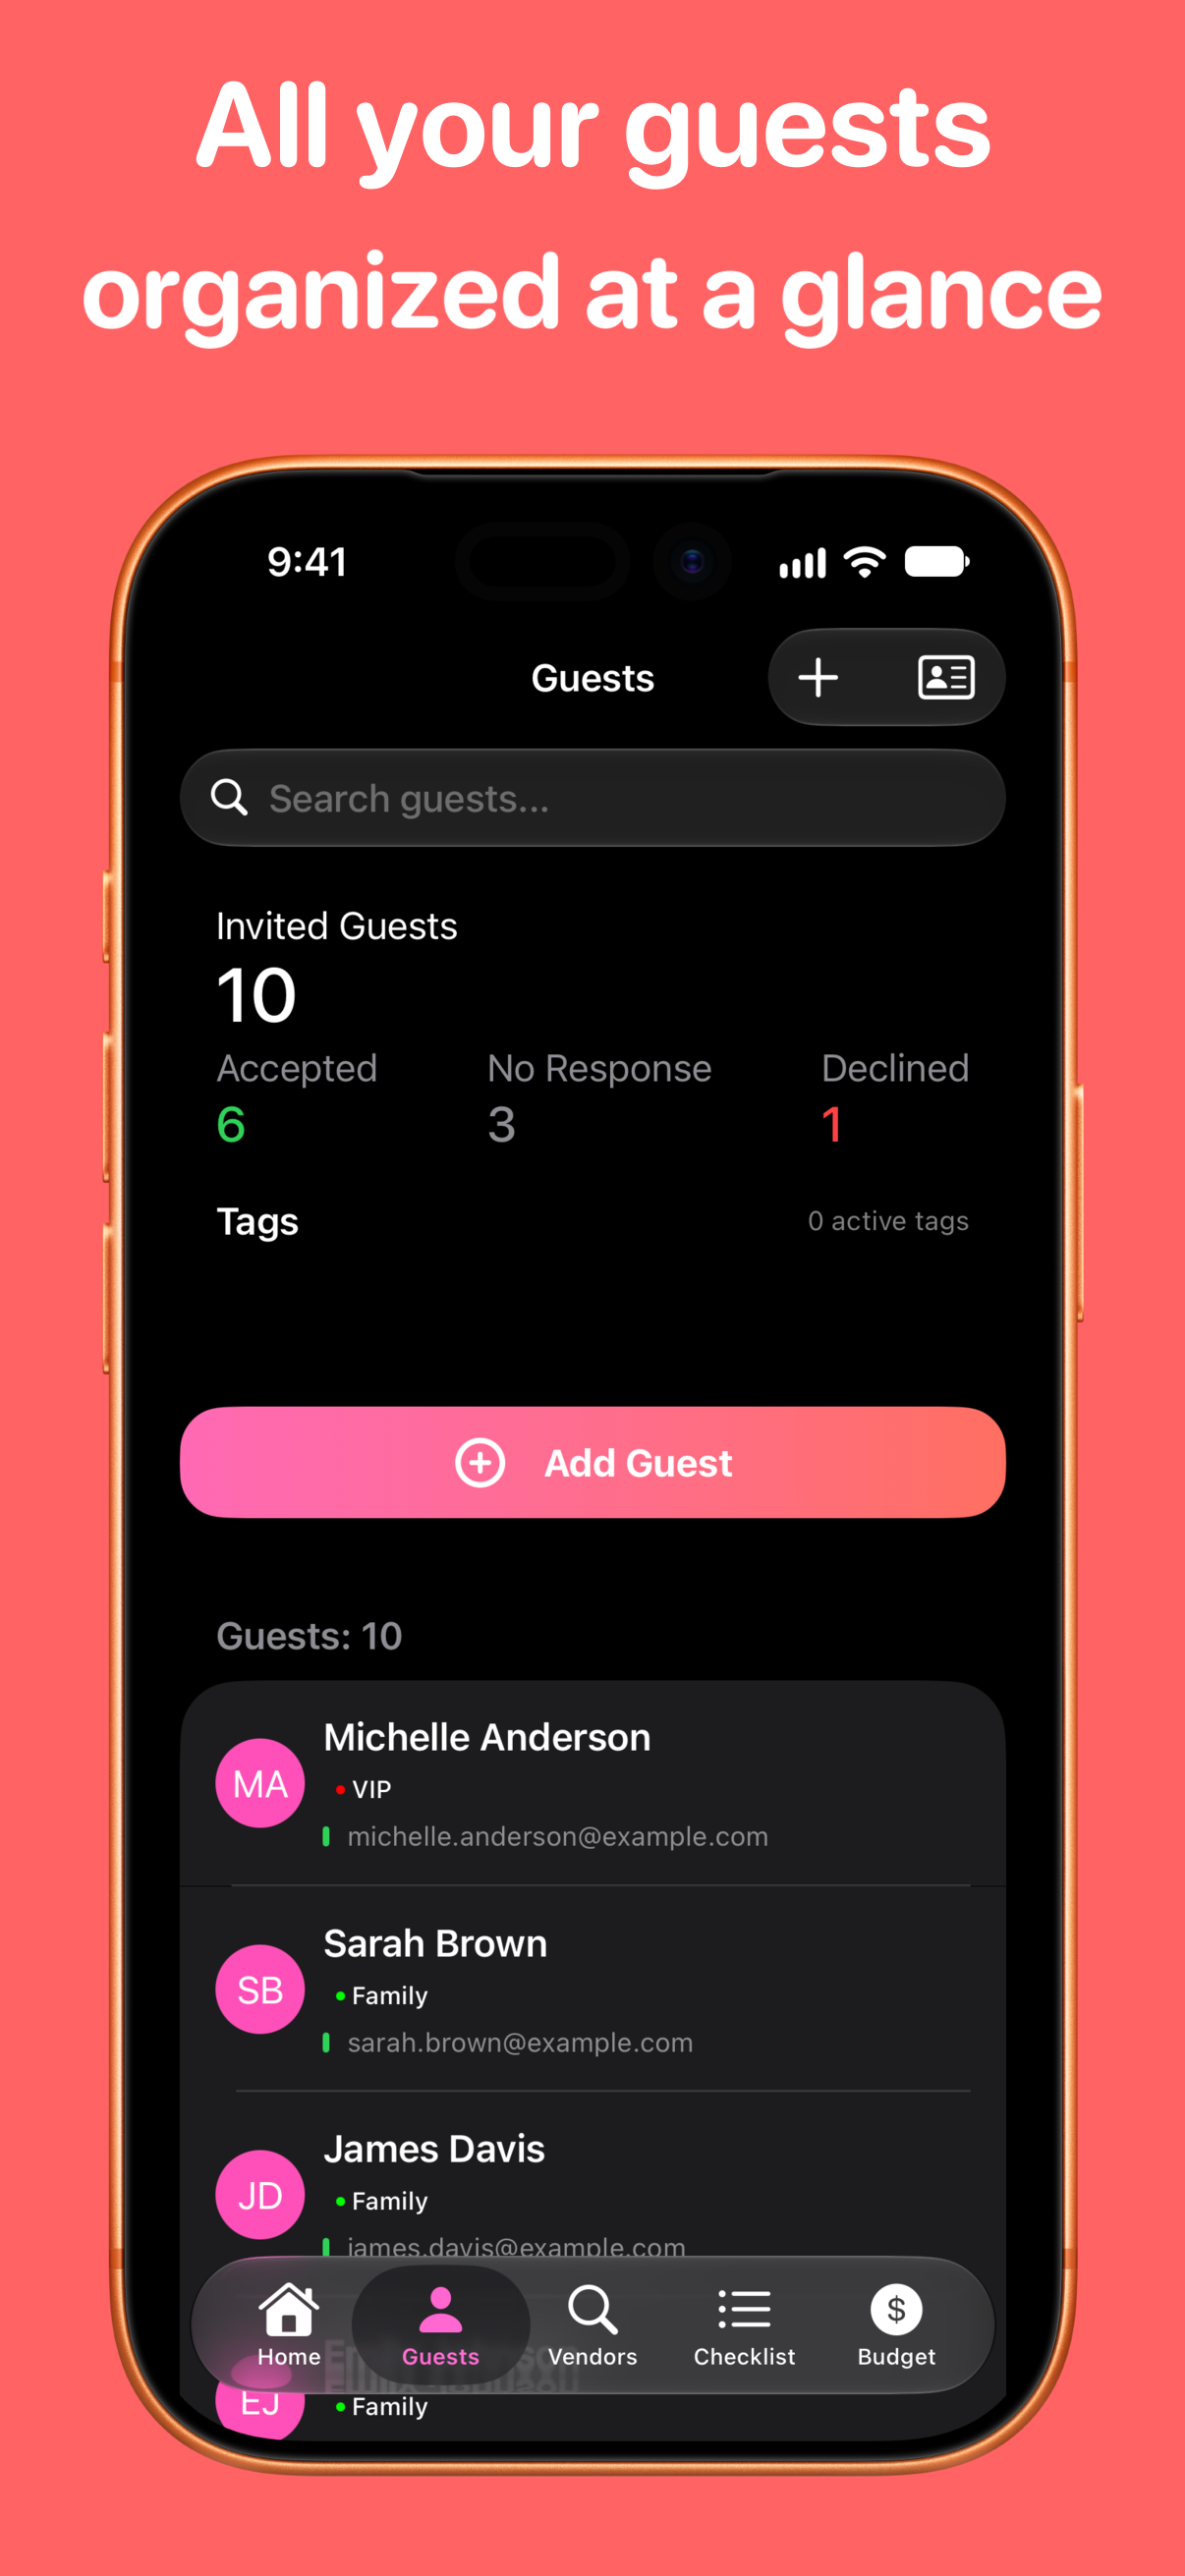 All your guests
organized at a glance
9:41
Guests
Search guests...
Invited Guests
10
Accepted No Response Declined
6 3 1
Tags 0 active tags
Add Guest
Guests: 10
MA
Michelle Anderson
VIP
michelle.anderson@example.com
SB
Sarah Brown
Family
sarah.brown@example.com
JD
James Davis
Family
james.davis@example.com
Home Guests Vendors Checklist Budget
$
EJ
Family